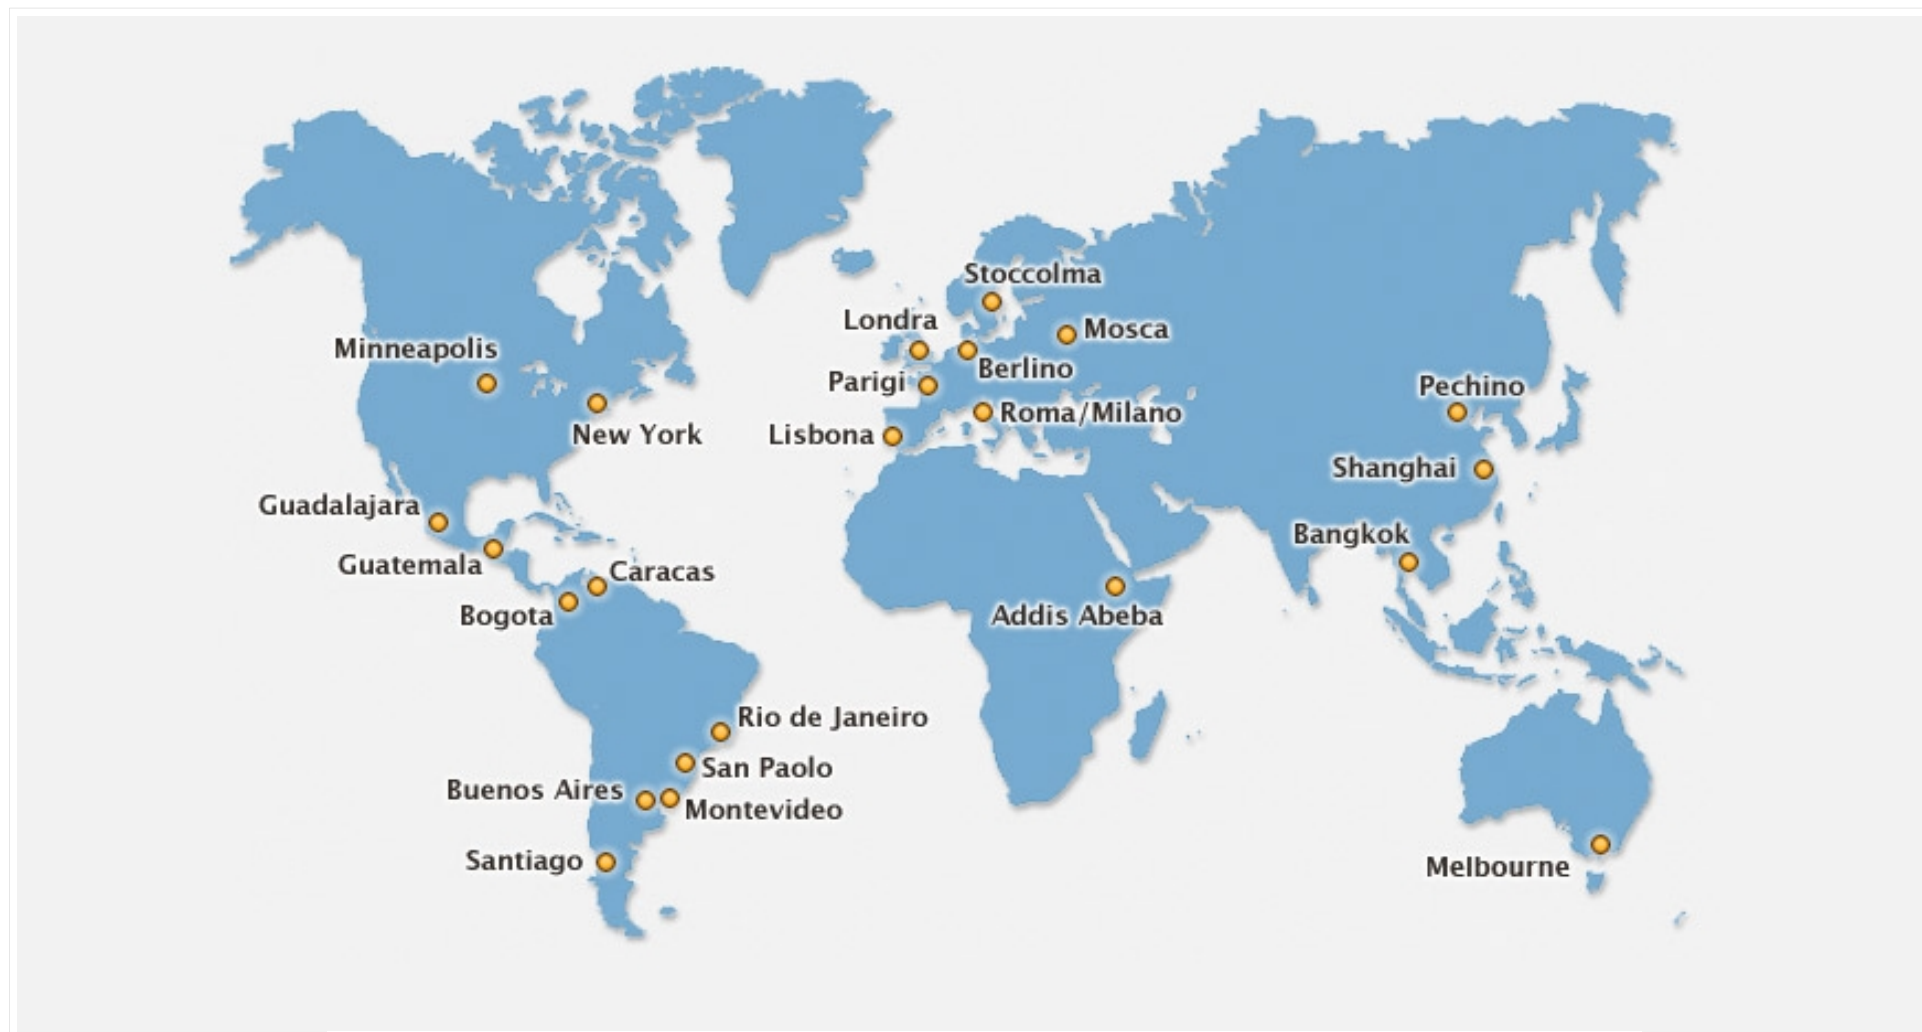 Stoccolma
Londra
Mosca
Minneapolis
Berlino
Parigi
Pechino
Roma/Milano
New York
Lisbona
Shanghai
Guadalajara
Bangkok
Guatemala
Caracas
Bogota
Addis Abeba
Rio de Janeiro
San Paolo
Buenos Aires
Montevideo
Santiago
Melbourne